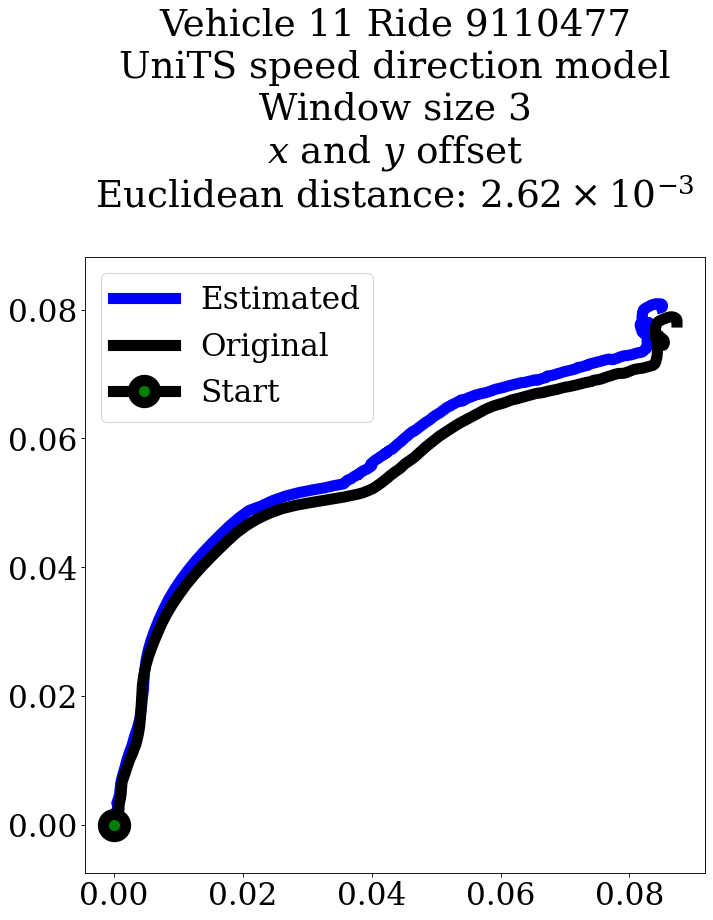 Vehicle 11 Ride 9110477
UniTS speed direction model
Window size 3
x and y offset
Euclidean distance: 2.62 × 10⁻³
Estimated
Original
Start
0.08
0.06
0.04
0.02
0.00
0.00 0.02 0.04 0.06 0.08